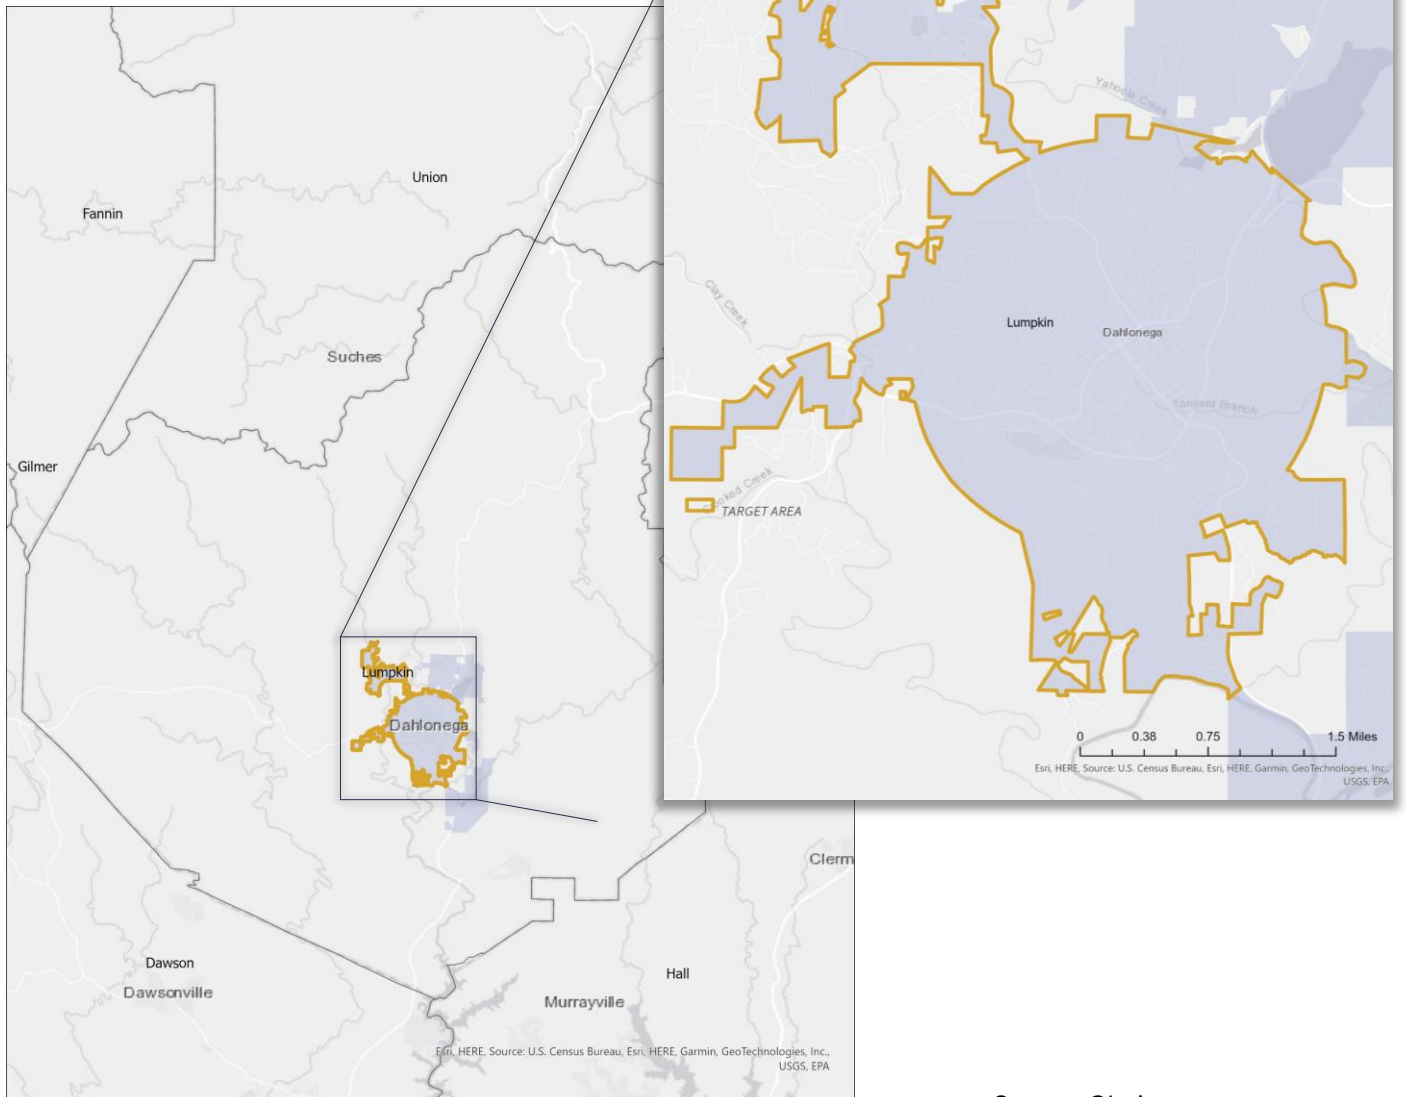 Union
Fannin
Suches
Gilmer
Lumpkin
Dahlonega
Clerm
Dawson
Dawsonville
Hall
Murrayville
Esri, HERE, Source: U.S. Census Bureau, Esri, HERE, Garmin, GeoTechnologies, Inc.,
USGS, EPA
Yahoola Creek
Clay Creek
Lumpkin
Dahlonega
Tanyard Branch
ooked Creek
TARGET AREA
0 0.38 0.75 1.5 Miles
Esri, HERE, Source: U.S. Census Bureau, Esri, HERE, Garmin, GeoTechnologies, Inc.,
USGS, EPA